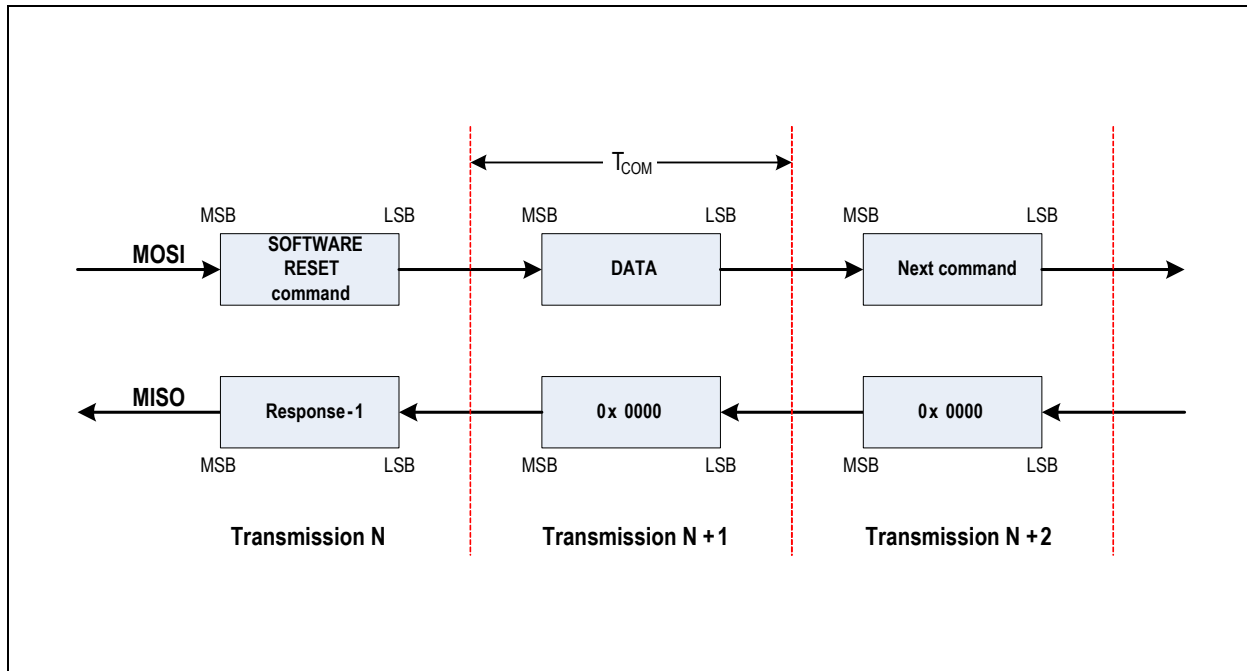 T_COM
MSB LSB MSB LSB MSB LSB
MOSI
SOFTWARE
RESET
command
DATA
Next command
MISO
Response-1
0x 0000
0x 0000
MSB LSB MSB LSB MSB LSB
Transmission N Transmission N+1 Transmission N+2